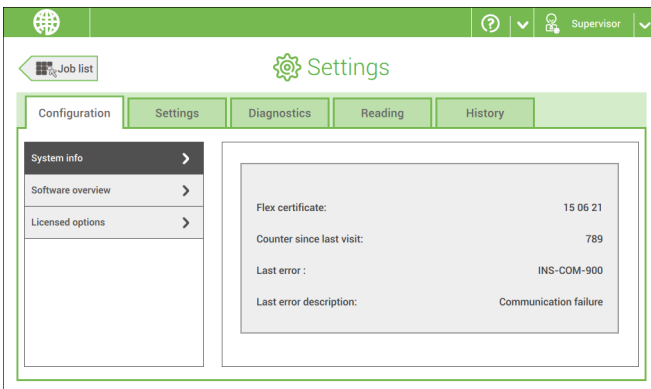 Supervisor
Job list
Settings
Configuration
Settings
Diagnostics
Reading
History
System info
Software overview
Licensed options
Flex certificate: 15 06 21
Counter since last visit: 789
Last error : INS-COM-900
Last error description: Communication failure